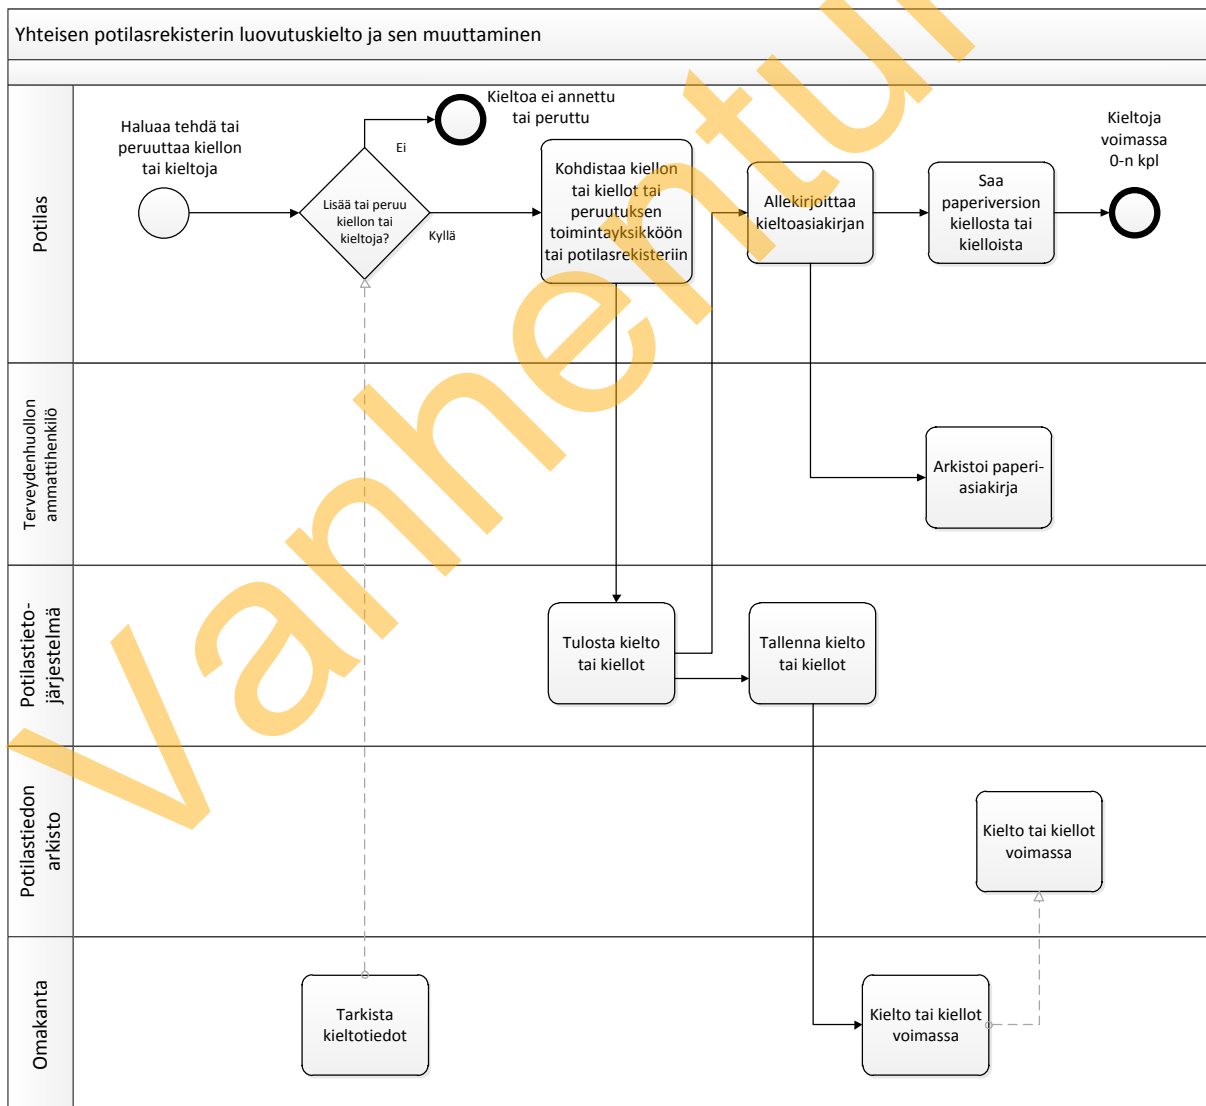 Yhteisen potilasrekisterin luovutuskielto ja sen muuttaminen
Potilas
Haluaa tehdä tai
peruuttaa kiellon
tai kieltoja
Lisää tai peru
kiellon tai
kieltoja?
Ei
Kyllä
Kieltoa ei annettu
tai peruttu
Kohdistaa kiellon
tai kiellot tai
peruutuksen
toimintayksikköön
tai potilasrekisteriin
Allekirjoittaa
kieltoasiakirjan
Saa
paperiversion
kiellosta tai
kielloista
Kieltoja
voimassa
0-n kpl
Terveydenhuollon
ammattihenkilö
Arkistoi paperi-
asiakirja
Potilastieto-
järjestelmä
Tulosta kielto
tai kiellot
Tallenna kielto
tai kiellot
Potilastiedon
arkisto
Kielto tai kiellot
voimassa
Omakanta
Tarkista
kieltotiedot
Kielto tai kiellot
voimassa